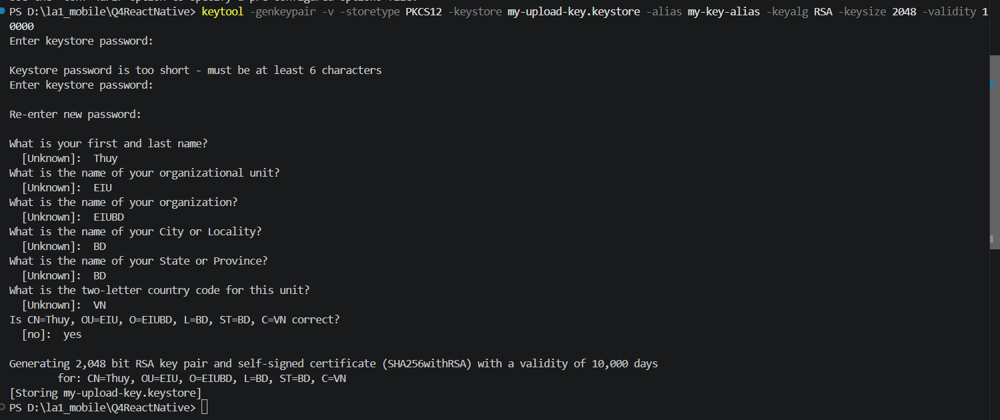 PS D:\la1_mobile\Q4ReactNative> keytool -genkeypair -v -storetype PKCS12 -keystore my-upload-key.keystore -alias my-key-alias -keyalg RSA -keysize 2048 -validity 1
0000
Enter keystore password:
Keystore password is too short - must be at least 6 characters
Enter keystore password:
Re-enter new password:
What is your first and last name?
  [Unknown]:  Thuy
What is the name of your organizational unit?
  [Unknown]:  EIU
What is the name of your organization?
  [Unknown]:  EIUBD
What is the name of your City or Locality?
  [Unknown]:  BD
What is the name of your State or Province?
  [Unknown]:  BD
What is the two-letter country code for this unit?
  [Unknown]:  VN
Is CN=Thuy, OU=EIU, O=EIUBD, L=BD, ST=BD, C=VN correct?
  [no]:  yes
Generating 2,048 bit RSA key pair and self-signed certificate (SHA256withRSA) with a validity of 10,000 days
        for: CN=Thuy, OU=EIU, O=EIUBD, L=BD, ST=BD, C=VN
[Storing my-upload-key.keystore]
PS D:\la1_mobile\Q4ReactNative>